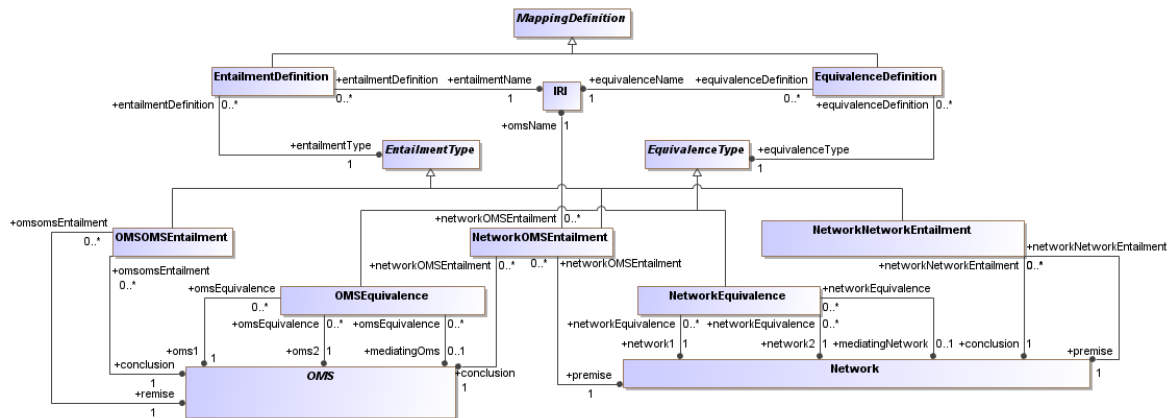 MappingDefinition
EntailmentDefinition
+entailmentDefinition
+entailmentName
0..*
1
IRI
+equivalenceName
+equivalenceDefinition
1
0..*
EquivalenceDefinition
+entailmentDefinition
0..*
+equivalenceDefinition
0..*
+omsName
1
+entailmentType
1
EntailmentType
EquivalenceType
+equivalenceType
1
+omsomsEntailment
0..*
OMSOMSEntailment
+networkOMSEntailment
0..*
NetworkOMSEntailment
NetworkNetworkEntailment
+networkNetworkEntailment
+omsomsEntailment
0..*
+networkOMSEntailment
0..*
0..*
+networkOMSEntailment
+networkNetworkEntailment
0..*
+omsEquivalence
0..*
OMSEquivalence
NetworkEquivalence
+networkEquivalence
0..*
+omsEquivalence
0..*
+omsEquivalence
0..*
+networkEquivalence
0..*
+networkEquivalence
0..*
+oms1
1
+oms2
1
+mediatingOms
0..1
+network1
1
+network2
1
+mediatingNetwork
0..1
+conclusion
1
+conclusion
1
OMS
+conclusion
1
+premise
1
Network
+premise
1
+remise
1